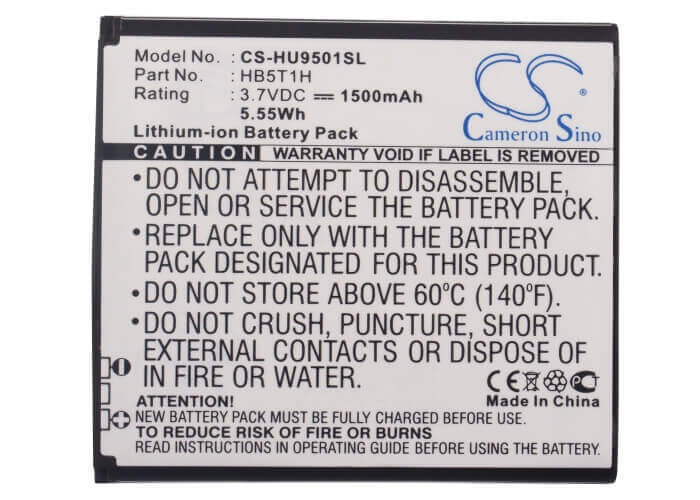 Model No: CS-HU9501SL
Part No: HB5T1H
Rating: 3.7VDC ⎓ 1500mAh
5.55Wh
Lithium-ion Battery Pack
CS
Cameron Sino
CAUTION WARRANTY VOID IF LABEL IS REMOVED
•DO NOT ATTEMPT TO DISASSEMBLE,
OPEN OR SERVICE THE BATTERY PACK.
•REPLACE ONLY WITH THE BATTERY
PACK DESIGNATED FOR THIS PRODUCT.
•DO NOT STORE ABOVE 60°C (140°F).
•DO NOT CRUSH, PUNCTURE, SHORT
EXTERNAL CONTACTS OR DISPOSE OF
IN FIRE OR WATER.
CE
Made In China
ATTENTION!
NEW BATTERY PACK MUST BE FULLY CHARGED BEFORE USE.
TO REDUCE RISK OF FIRE OR BURNS
READ INSTRUCTIONS BEFORE USING THE BATTERY.
- 
+